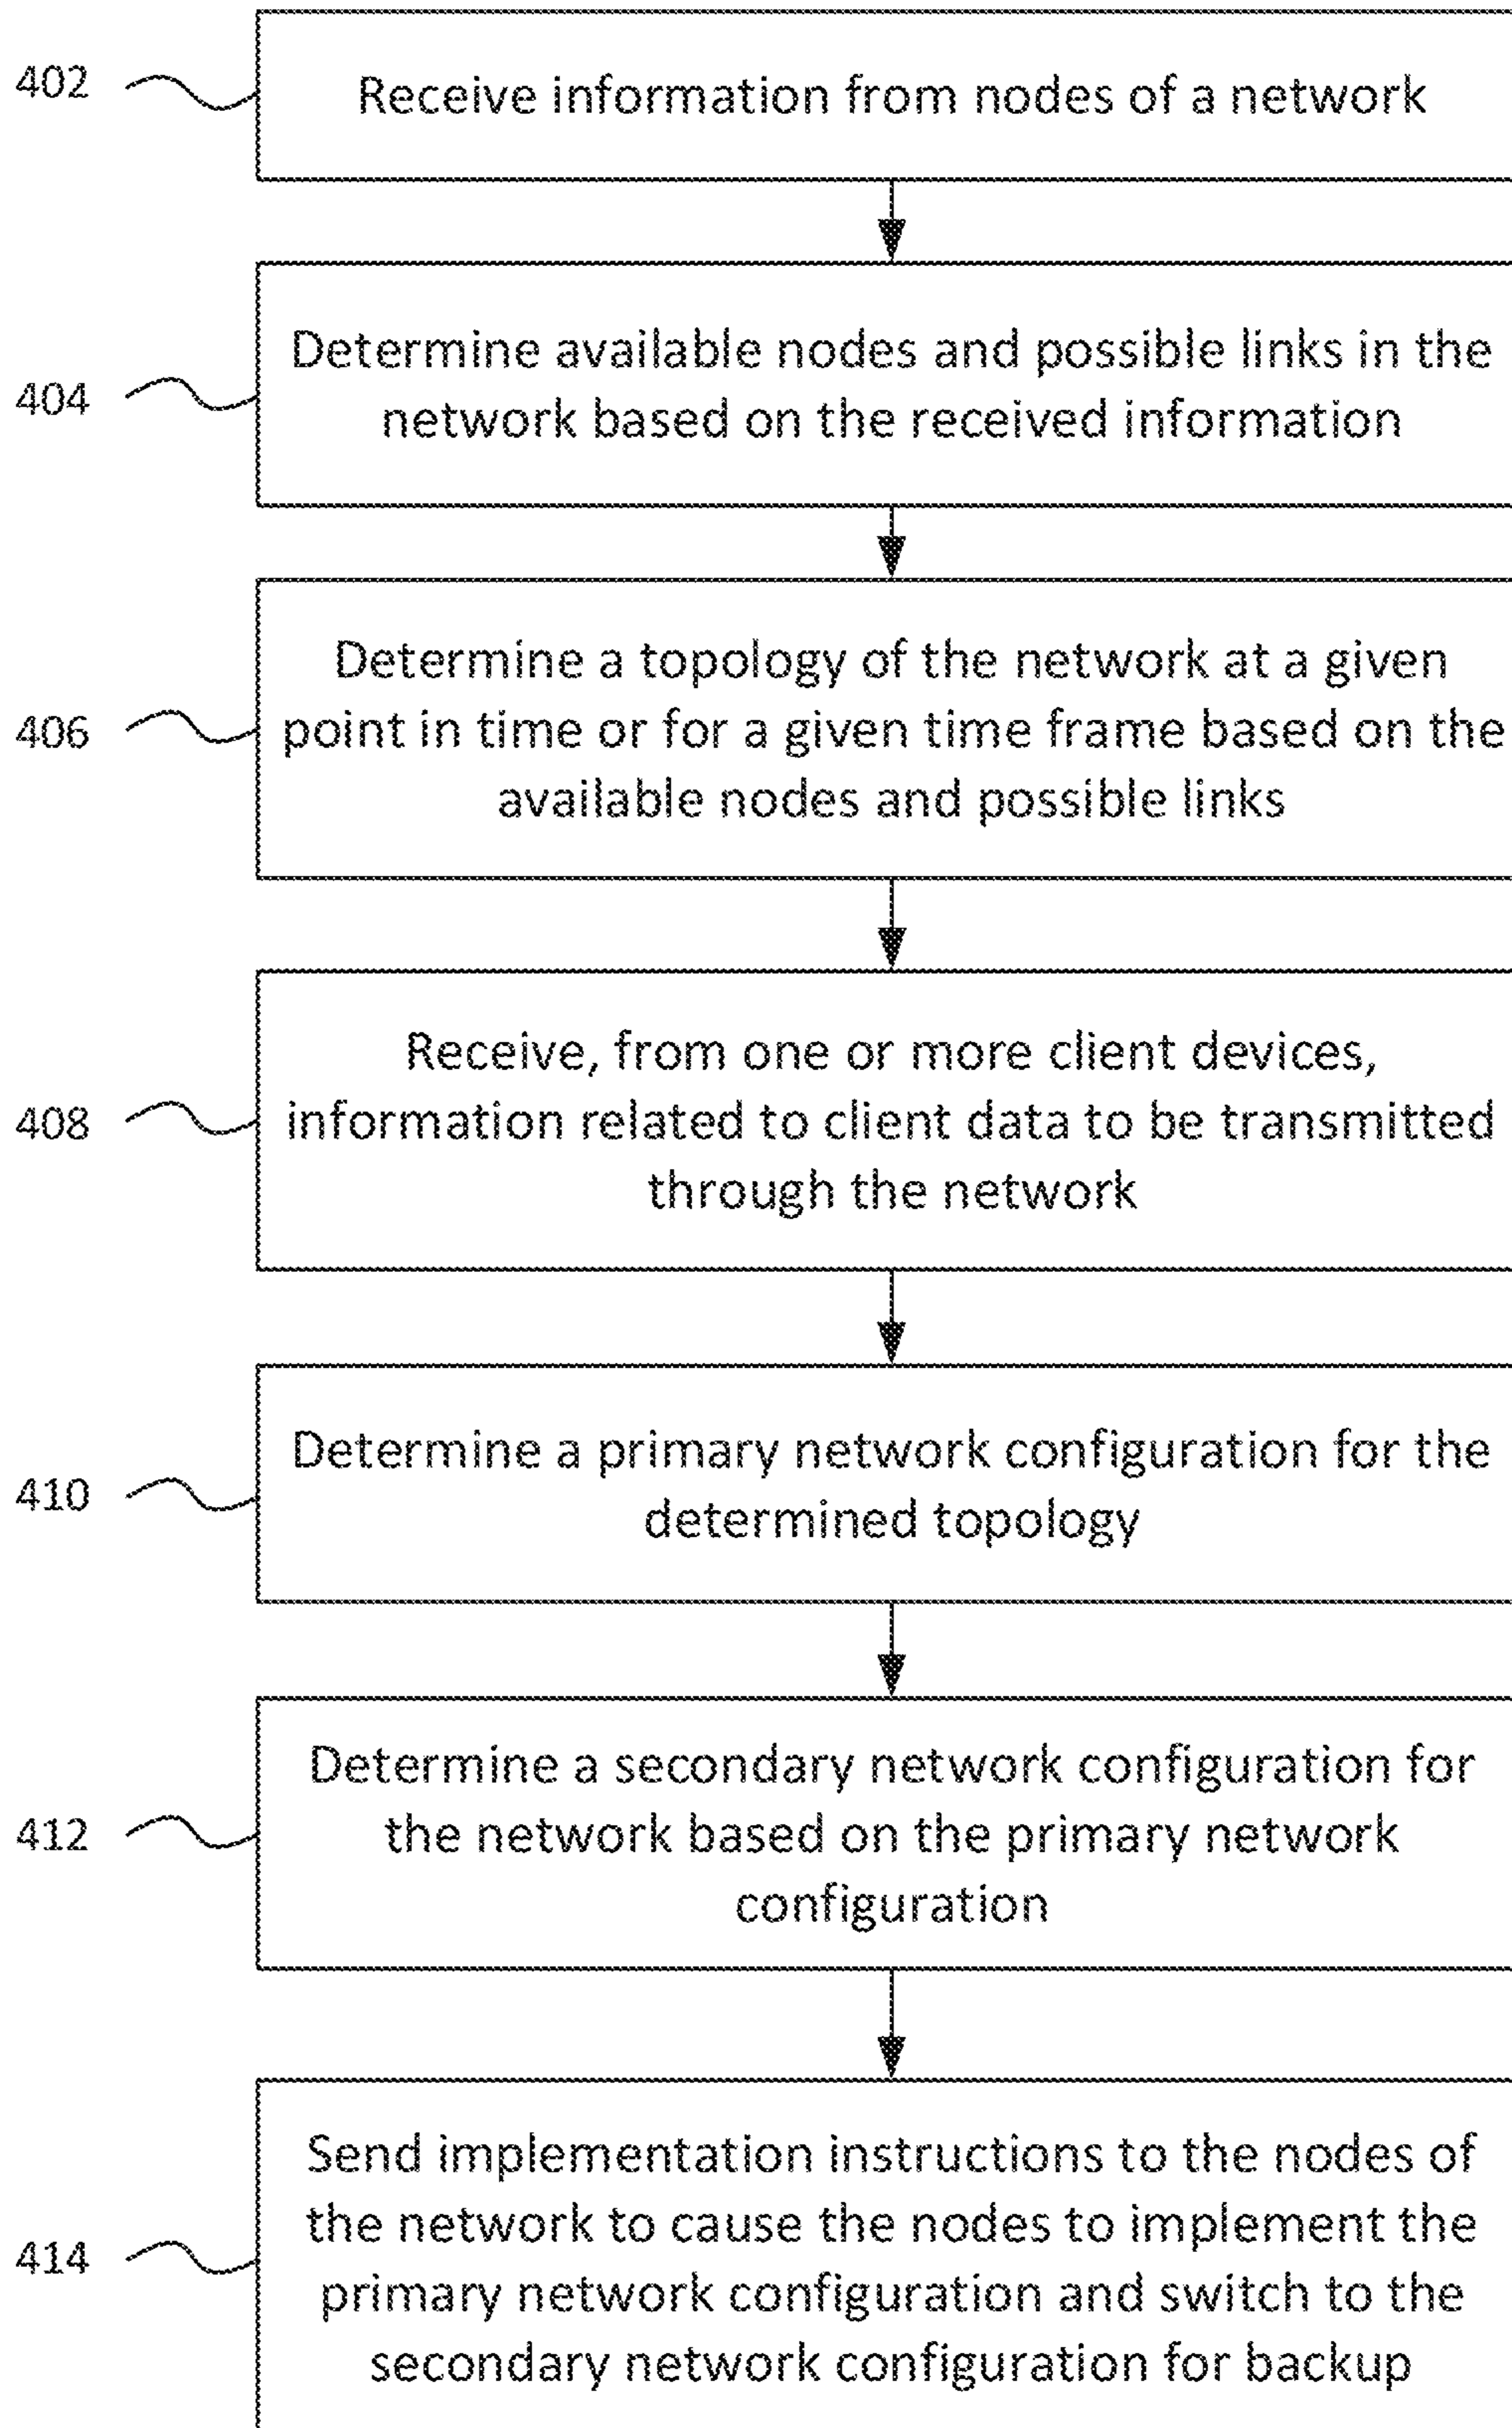 402
Receive information from nodes of a network
404
Determine available nodes and possible links in the
network based on the received information
406
Determine a topology of the network at a given
point in time or for a given time frame based on the
available nodes and possible links
408
Receive, from one or more client devices,
information related to client data to be transmitted
through the network
410
Determine a primary network configuration for the
determined topology
412
Determine a secondary network configuration for
the network based on the primary network
configuration
414
Send implementation instructions to the nodes of
the network to cause the nodes to implement the
primary network configuration and switch to the
secondary network configuration for backup